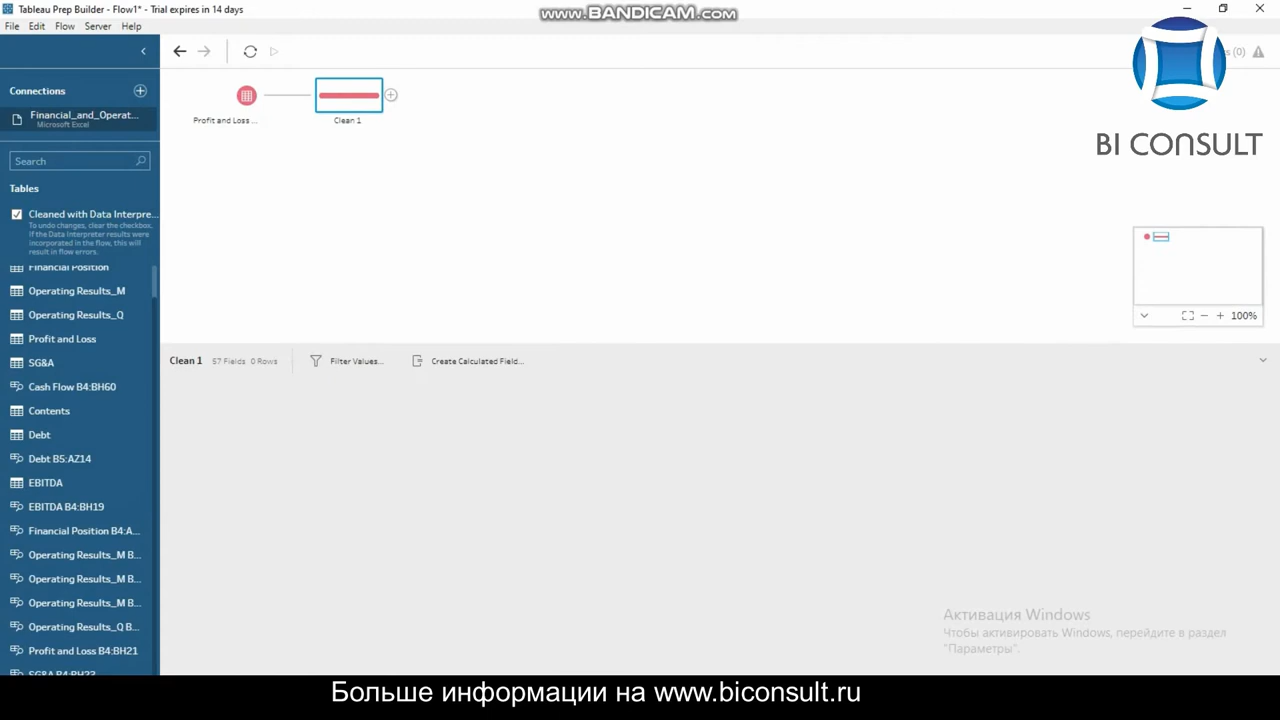 Tableau Prep Builder - Flow1* - Trial expires in 14 days
www.BANDICAM.com
File Edit Flow Server Help
Connections
Financial_and_Operat...
Microsoft Excel
Search
Tables
Cleaned with Data Interpre...
To undo changes, clear the checkbox.
If the Data Interpreter results were
incorporated in the flow, this will
result in flow errors.
Financial Position
Operating Results_M
Operating Results_Q
Profit and Loss
SG&A
Cash Flow B4:BH60
Contents
Debt
Debt B5:AZ14
EBITDA
EBITDA B4:BH19
Financial Position B4:A...
Operating Results_M B...
Operating Results_M B...
Operating Results_M B...
Operating Results_Q B...
Profit and Loss B4:BH21
SG&A B4:BH23
Profit and Loss ...
Clean 1
(0)
BI CONSULT
100%
Clean 1 57 Fields 0 Rows Filter Values... Create Calculated Field...
Активация Windows
Чтобы активировать Windows, перейдите в раздел
"Параметры".
Больше информации на www.biconsult.ru